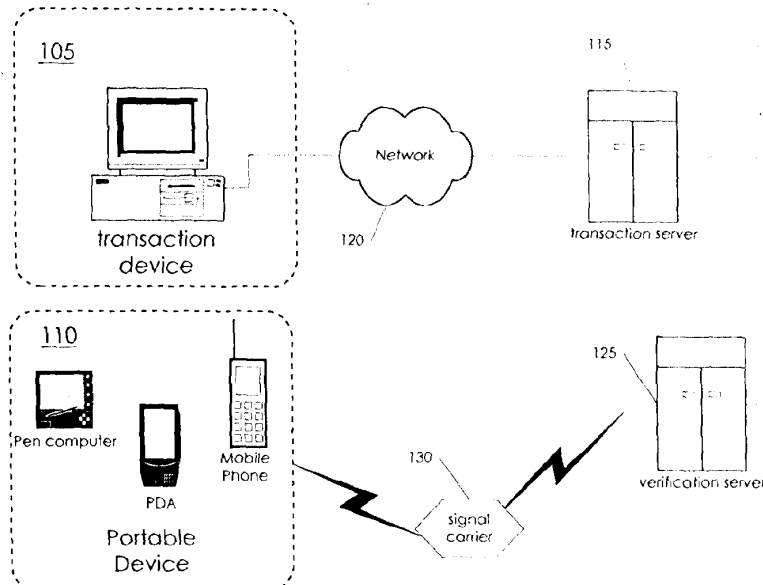 105
115
Network
transaction
device
120
transaction server
110
125
Pen computer
Mobile
Phone
PDA
130
signal
carrier
verification server
Portable
Device